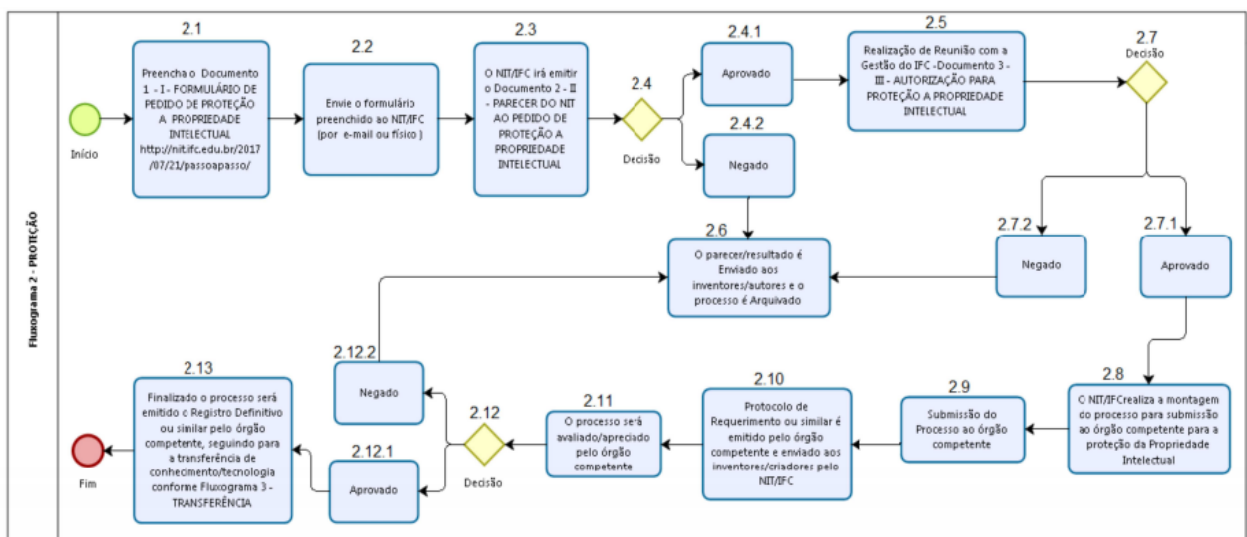 Fluxograma 2 - PROTEÇÃO
Início
2.1
Preencha o Documento
1 - I- FORMULÁRIO DE
PEDIDO DE PROTEÇÃO
A PROPRIEDADE
INTELECTUAL
http://nit.ifc.edu.br/2017
/07/21/passoapasso/
2.2
Envie o formulário
preenchido ao NIT/IFC
(por e-mail ou físico )
2.3
O NIT/IFC irá emitir
o Documento 2 - II
- PARECER DO NIT
AO PEDIDO DE
PROTEÇÃO A
PROPRIEDADE
INTELECTUAL
2.4
Decisão
2.4.1
Aprovado
2.4.2
Negado
2.5
Realização de Reunião com a
Gestão do IFC -Documento 3 -
III - AUTORIZAÇÃO PARA
PROTEÇÃO A PROPRIEDADE
INTELECTUAL
2.7
Decisão
2.6
O parecer/resultado é
Enviado aos
inventores/autores e o
processo é Arquivado
2.7.2
Negado
2.7.1
Aprovado
2.8
C NIT/IFCrealiza a montagem
do processo para submissão
ao órgão competente para a
proteção da Propriedade
Intelectual
2.9
Submissão do
Processo ao órgão
competente
2.10
Protocolo de
Requerimento ou similar é
emitido pelo órgão
competente e enviado aos
inventores/criadores pelo
NIT/IFC
2.11
O processo será
avaliado/apreciado
pelo órgão
competente
2.12
Decisão
2.12.2
Negado
2.12.1
Aprovado
2.13
Finalizado o processo será
emitido c Registro Definitivo
ou similar pelo órgão
competente, seguindo para
a transferência de
conhecimento/tecnologia
conforme Fluxograma 3 -
TRANSFERÊNCIA
Fim